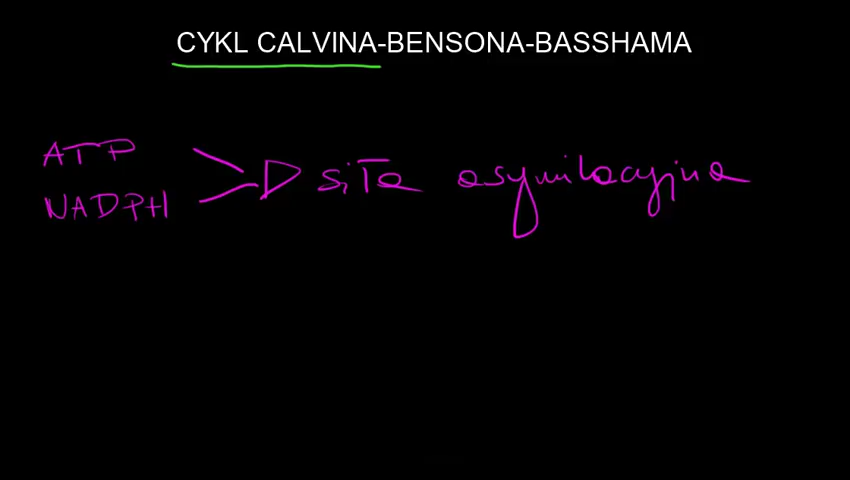 CYKL CALVINA-BENSONA-BASSHAMA
ATP
NADPH
siła asymilacyjna